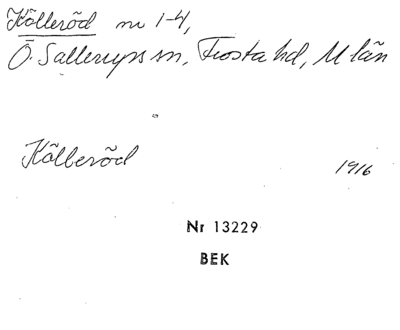 Kölleröd nr 1-4,
Ö. Sallerups sn, Frosta hd, M län
Kölleröd 1916
Nr 13229
BEK